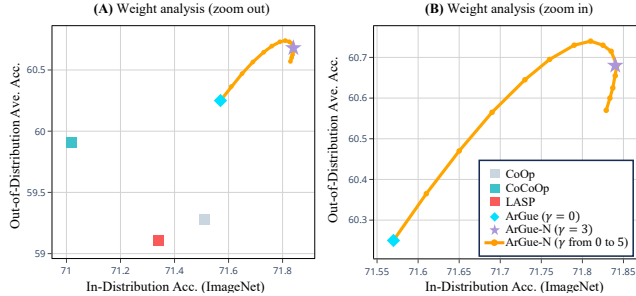 (A) Weight analysis (zoom out)
Out-of-Distribution Ave. Acc.
60.5
60
59.5
59
71
71.2
71.4
71.6
71.8
In-Distribution Acc. (ImageNet)
(B) Weight analysis (zoom in)
Out-of-Distribution Ave. Acc.
60.7
60.6
60.5
60.4
60.3
71.55
71.6
71.65
71.7
71.75
71.8
71.85
In-Distribution Acc. (ImageNet)
CoOp
CoCoOp
LASP
ArGue (γ = 0)
ArGue-N (γ = 3)
ArGue-N (γ from 0 to 5)